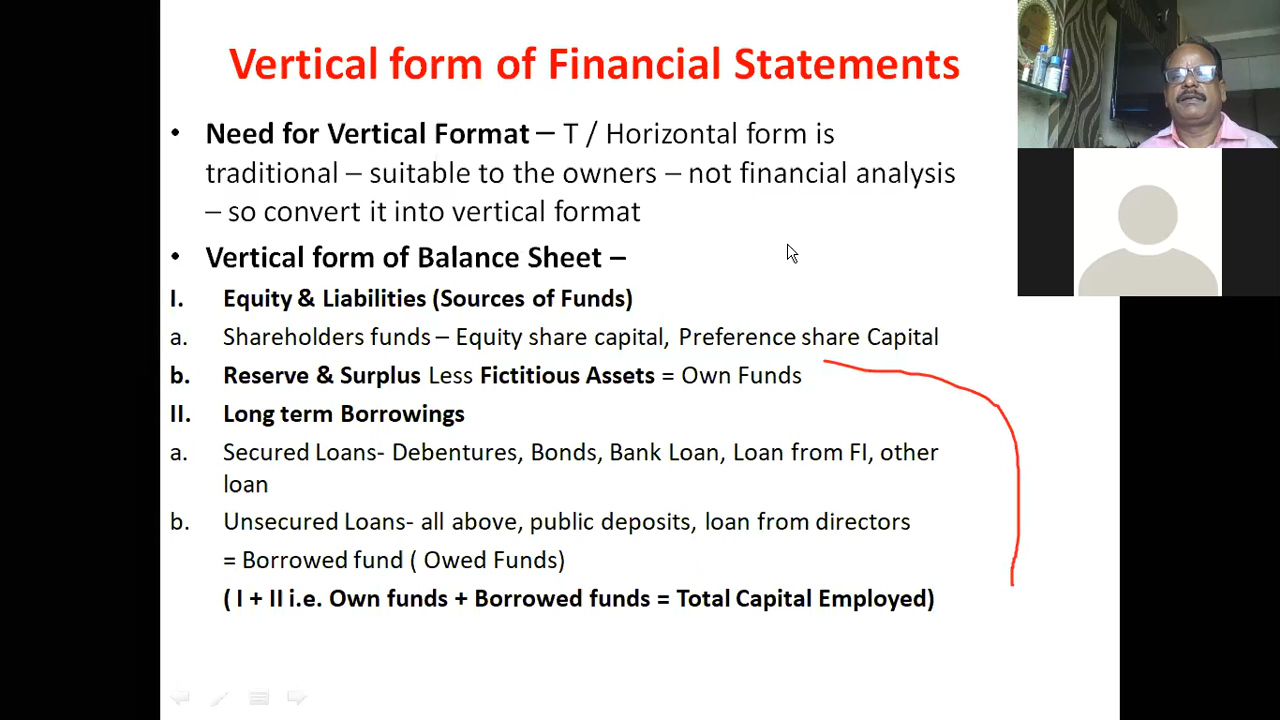 Vertical form of Financial Statements
• Need for Vertical Format – T / Horizontal form is
traditional – suitable to the owners – not financial analysis
– so convert it into vertical format
• Vertical form of Balance Sheet –
I. Equity & Liabilities (Sources of Funds)
a. Shareholders funds – Equity share capital, Preference share Capital
b. Reserve & Surplus Less Fictitious Assets = Own Funds
II. Long term Borrowings
a. Secured Loans- Debentures, Bonds, Bank Loan, Loan from FI, other
loan
b. Unsecured Loans- all above, public deposits, loan from directors
= Borrowed fund ( Owed Funds)
( I + II i.e. Own funds + Borrowed funds = Total Capital Employed)